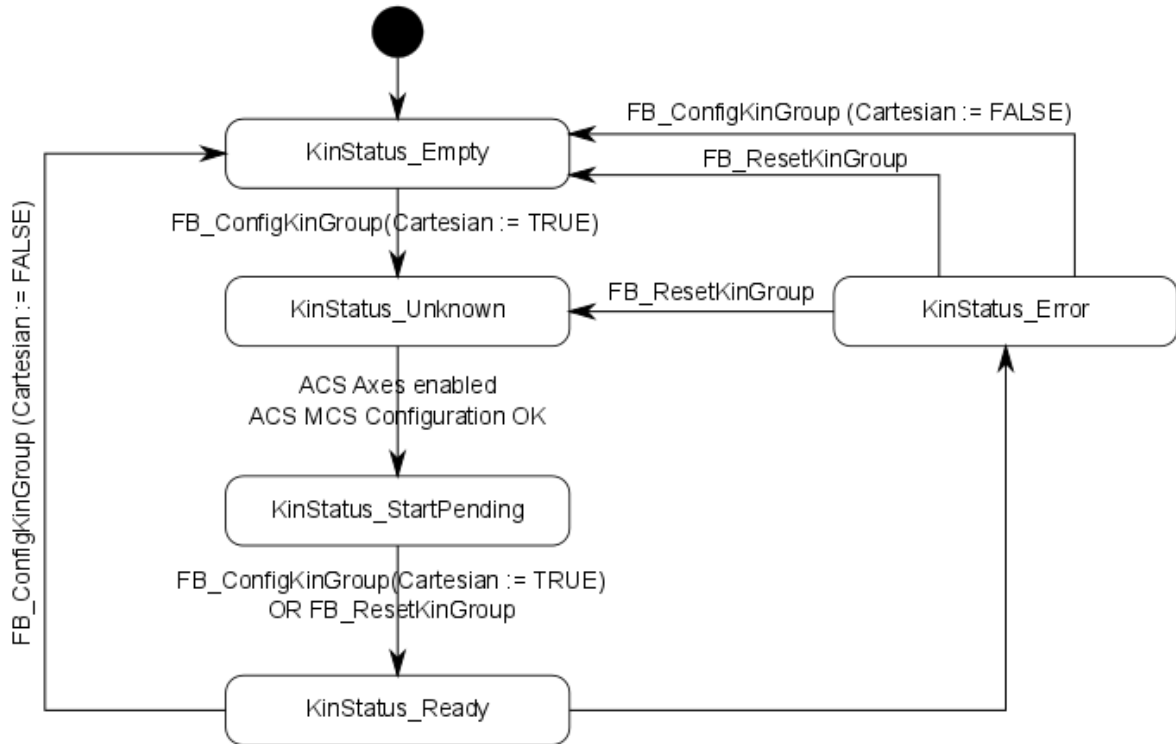 FB_ConfigKinGroup (Cartesian := FALSE)
KinStatus_Empty
FB_ResetKinGroup
FB_ConfigKinGroup(Cartesian := TRUE)
FB_ConfigKinGroup (Cartesian := FALSE)
FB_ResetKinGroup
KinStatus_Unknown
KinStatus_Error
ACS Axes enabled
ACS MCS Configuration OK
KinStatus_StartPending
FB_ConfigKinGroup(Cartesian := TRUE)
OR FB_ResetKinGroup
KinStatus_Ready